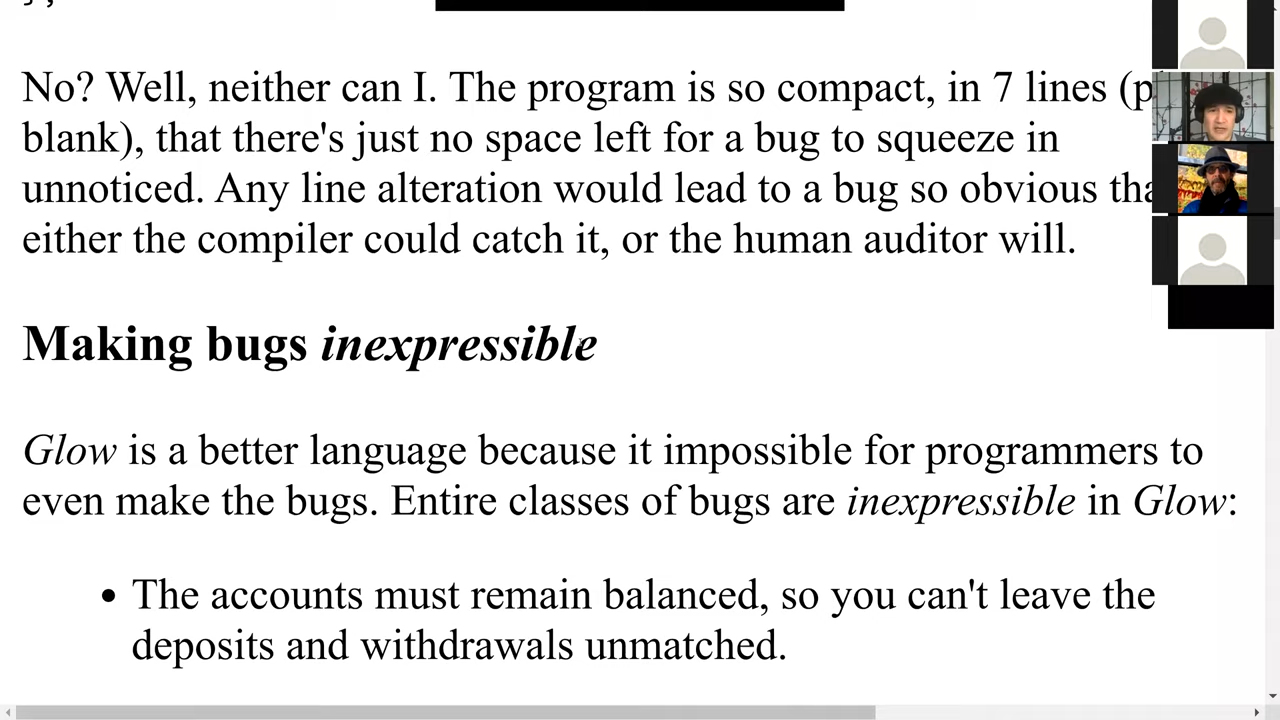 No? Well, neither can I. The program is so compact, in 7 lines (p
blank), that there's just no space left for a bug to squeeze in
unnoticed. Any line alteration would lead to a bug so obvious tha
either the compiler could catch it, or the human auditor will.
Making bugs inexpressible
Glow is a better language because it impossible for programmers to
even make the bugs. Entire classes of bugs are inexpressible in Glow:
• The accounts must remain balanced, so you can't leave the
deposits and withdrawals unmatched.